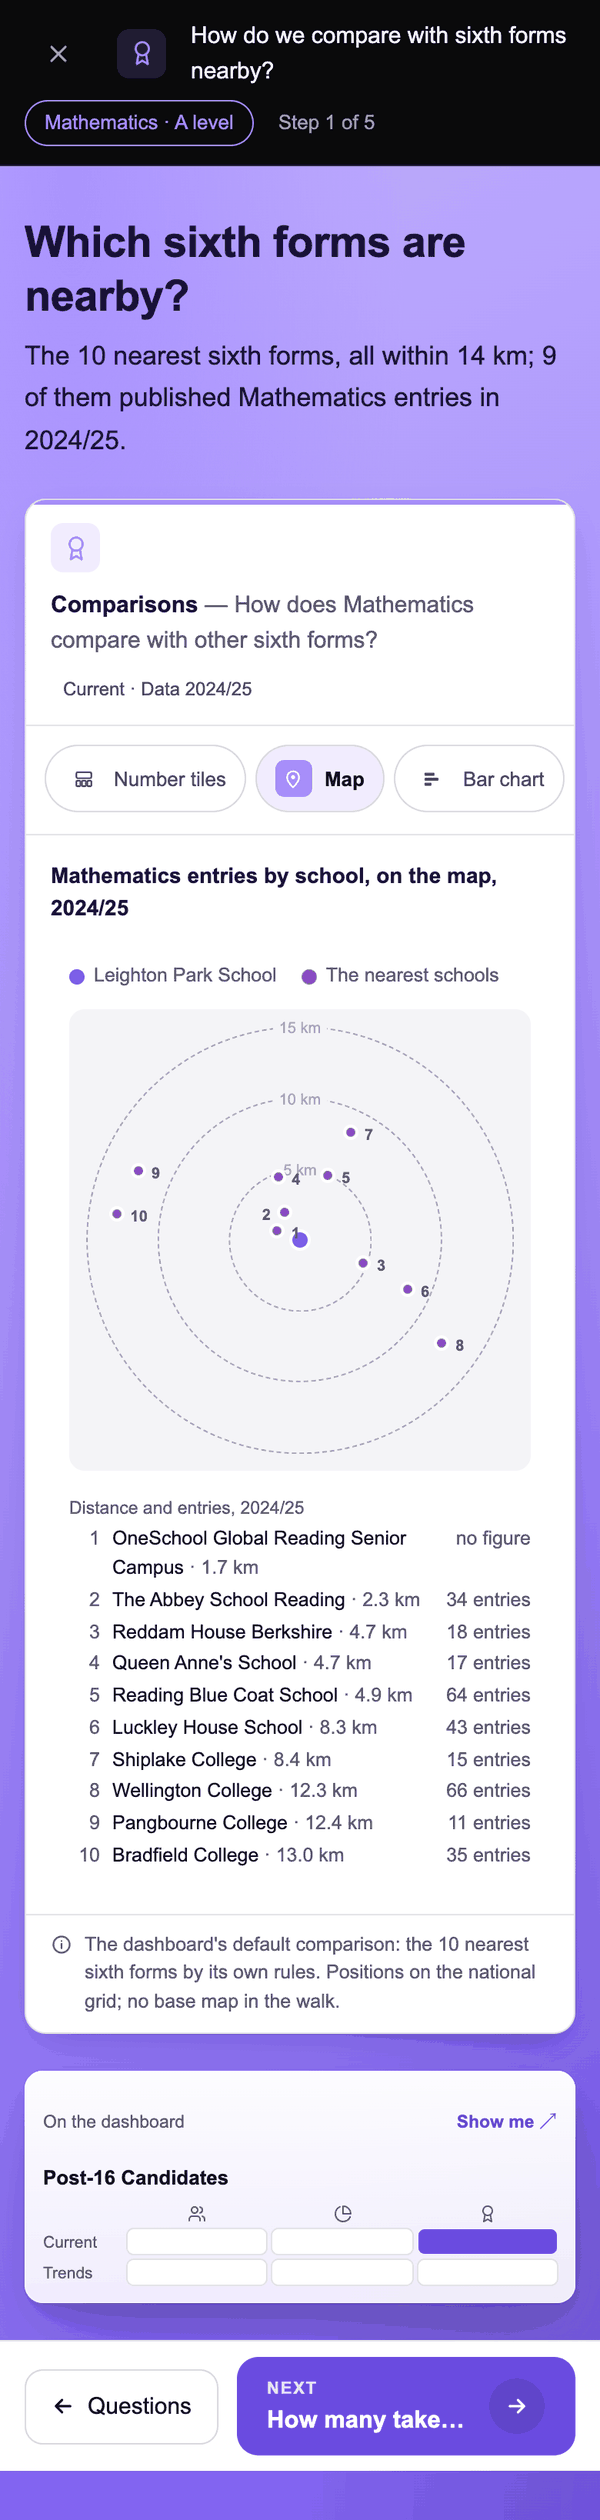 How do we compare with sixth forms
nearby?
Mathematics · A level
Step 1 of 5
Which sixth forms are
nearby?
The 10 nearest sixth forms, all within 14 km; 9
of them published Mathematics entries in
2024/25.
Comparisons — How does Mathematics
compare with other sixth forms?
Current · Data 2024/25
Number tiles
Map
Bar chart
Mathematics entries by school, on the map,
2024/25
Leighton Park School
The nearest schools
15 km
10 km
7
5 km
9
4
5
10
2
1
3
6
8
Distance and entries, 2024/25
1 OneSchool Global Reading Senior no figure
Campus · 1.7 km
2 The Abbey School Reading · 2.3 km 34 entries
3 Reddam House Berkshire · 4.7 km 18 entries
4 Queen Anne's School · 4.7 km 17 entries
5 Reading Blue Coat School · 4.9 km 64 entries
6 Luckley House School · 8.3 km 43 entries
7 Shiplake College · 8.4 km 15 entries
8 Wellington College · 12.3 km 66 entries
9 Pangbourne College · 12.4 km 11 entries
10 Bradfield College · 13.0 km 35 entries
The dashboard's default comparison: the 10 nearest
sixth forms by its own rules. Positions on the national
grid; no base map in the walk.
On the dashboard
Show me
Post-16 Candidates
Current
Trends
Questions
NEXT
How many take…